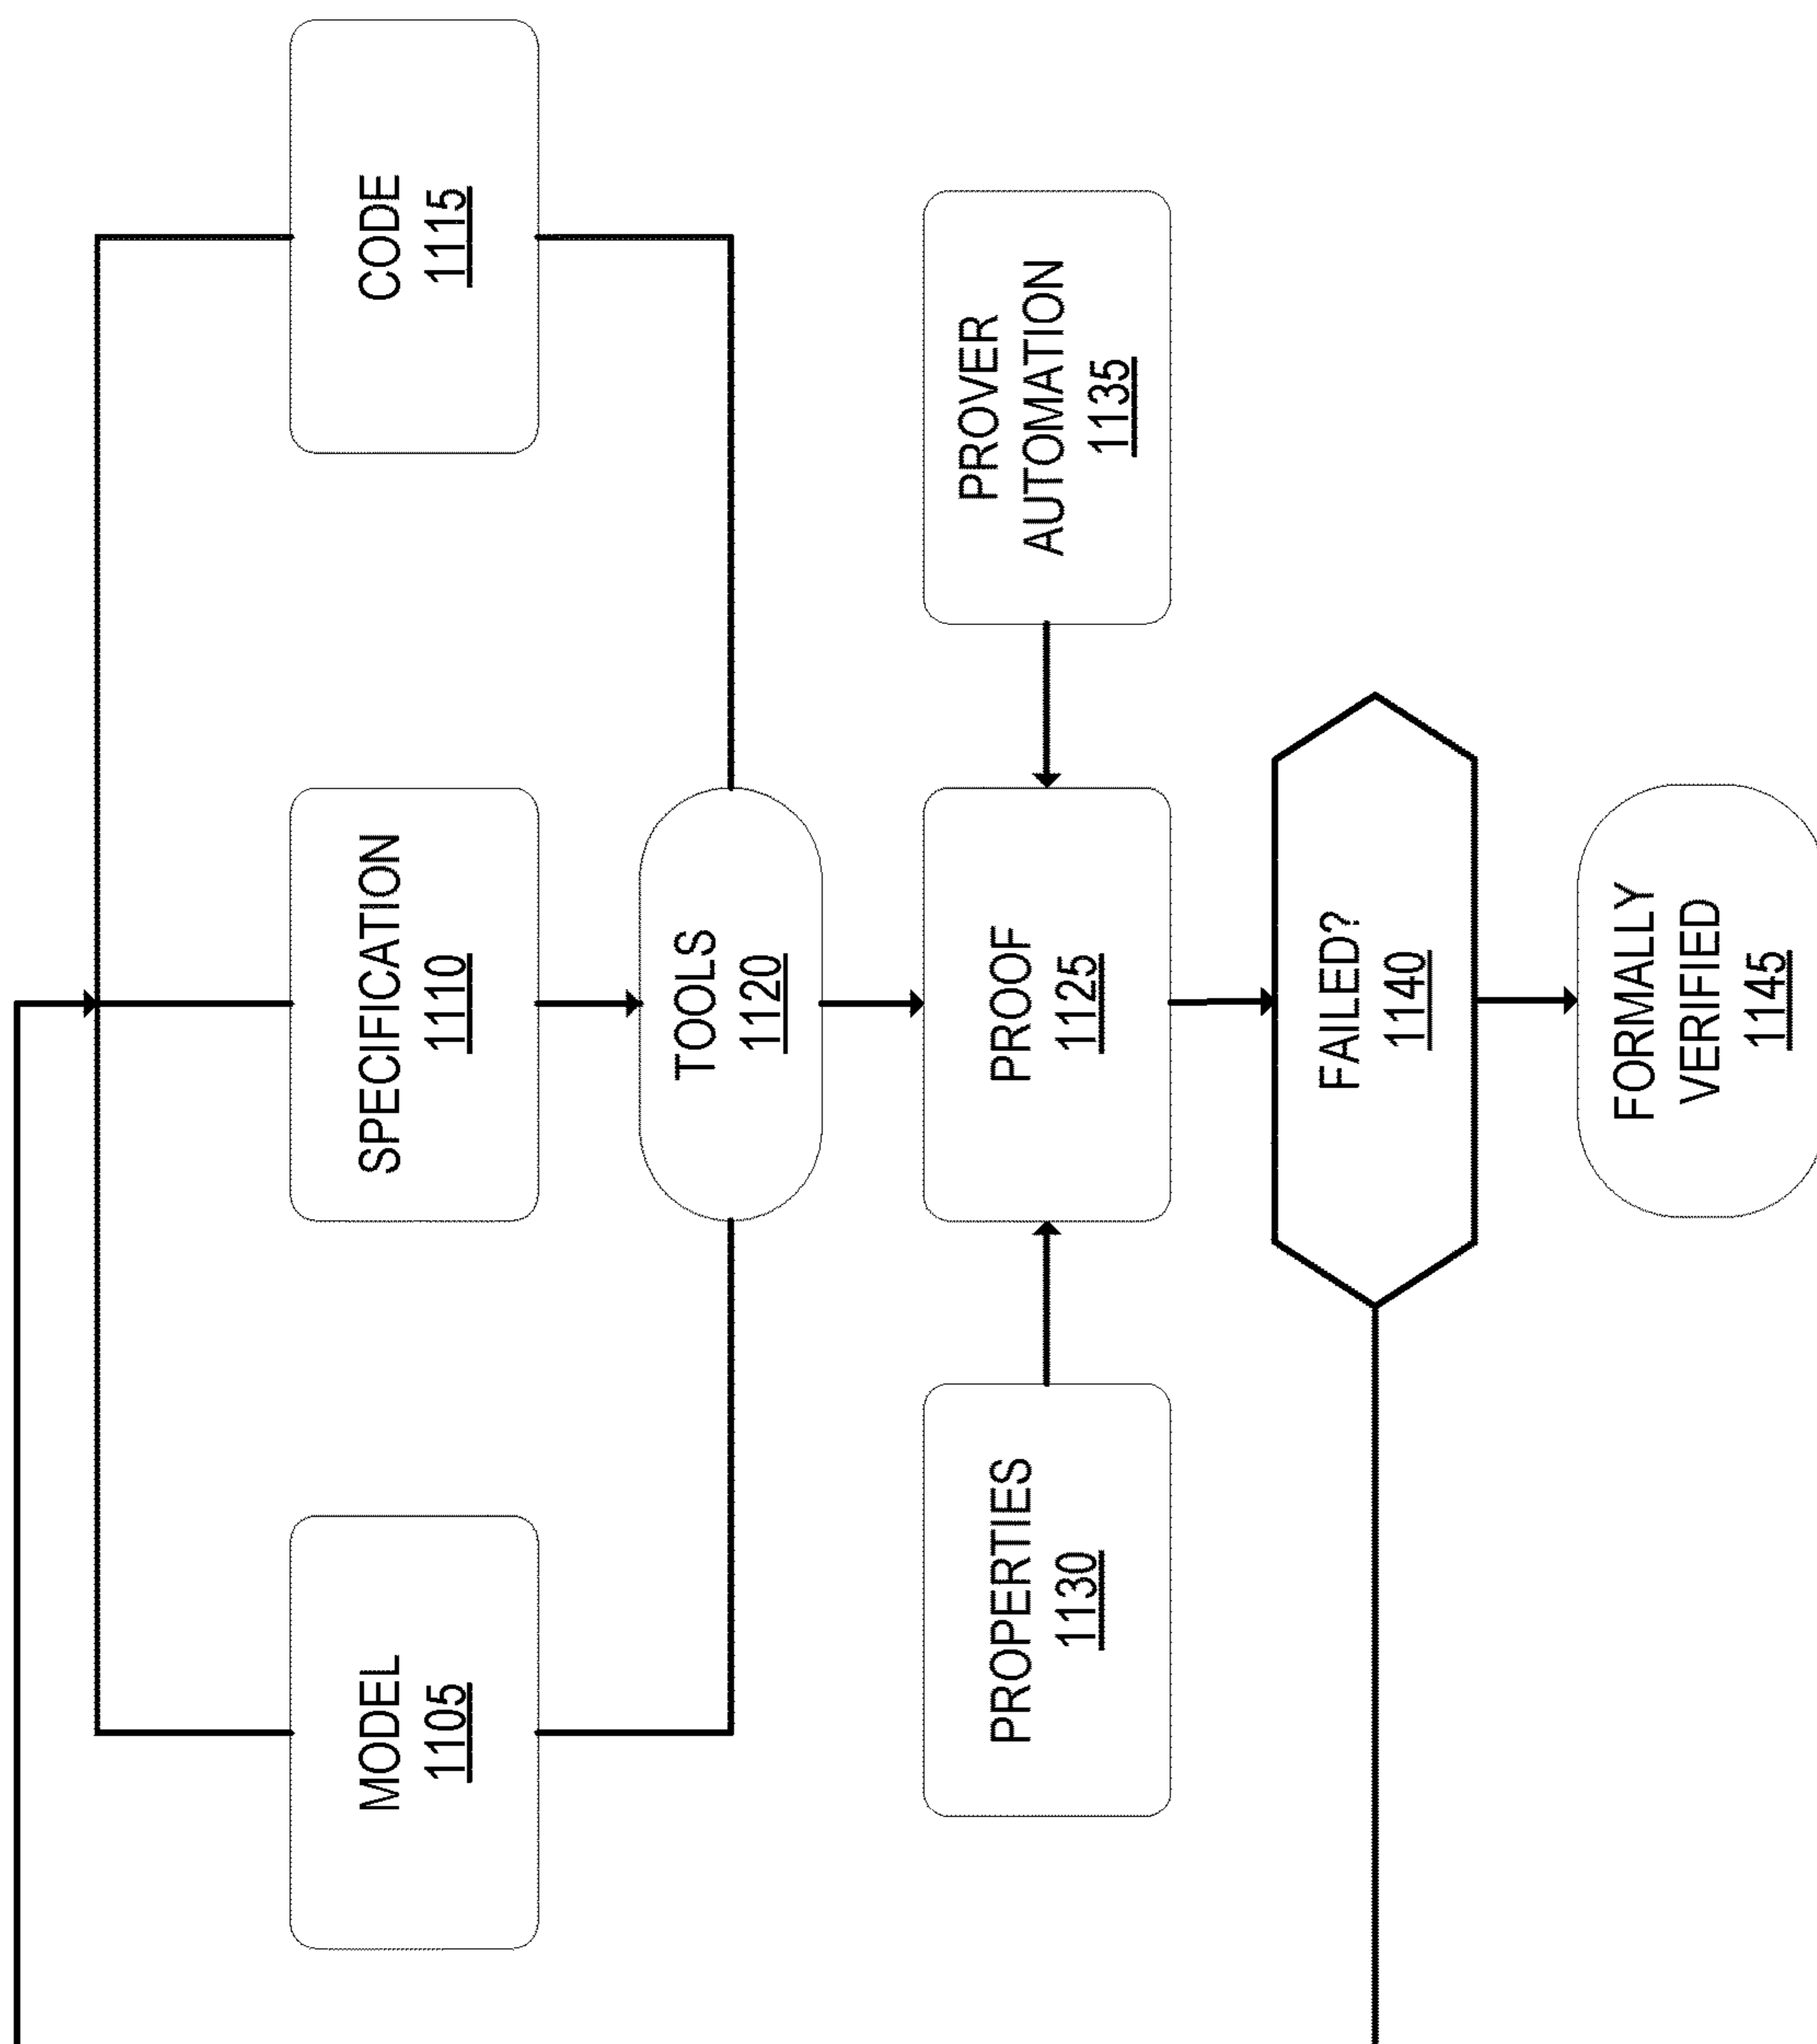 MODEL
1105
SPECIFICATION
1110
CODE
1115
TOOLS
1120
PROPERTIES
1130
PROOF
1125
PROVER
AUTOMATION
1135
FAILED?
1140
FORMALLY
VERIFIED
1145